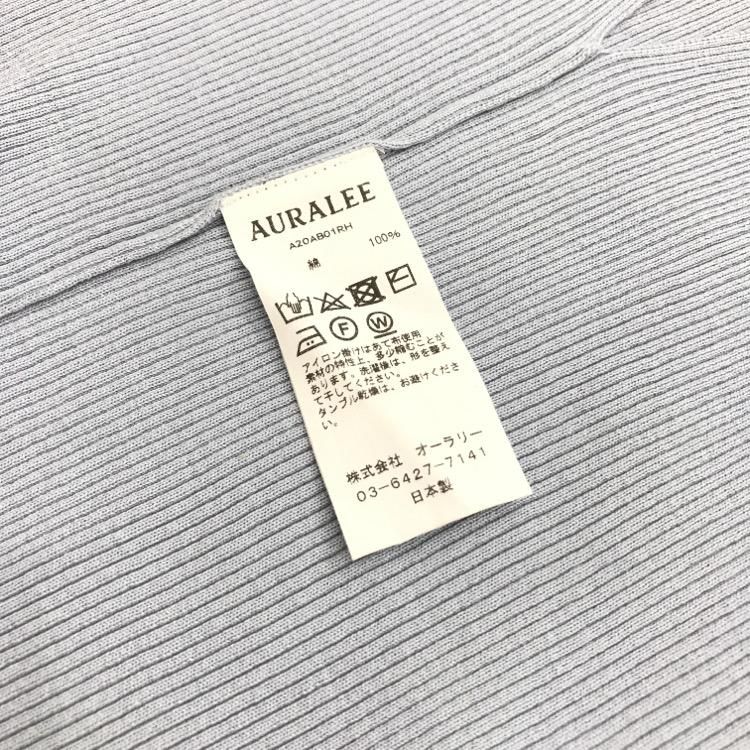 AURALEE
A20AB01RH
綿 100%
F W
アイロン掛けはあて布使用
素材の特性上、多少縮むことが
あります。洗濯後は、形を整え
て干してください。
タンブル乾燥は、お避けくださ
い。
株式会社 オーラリー
03-6427-7141
日本製